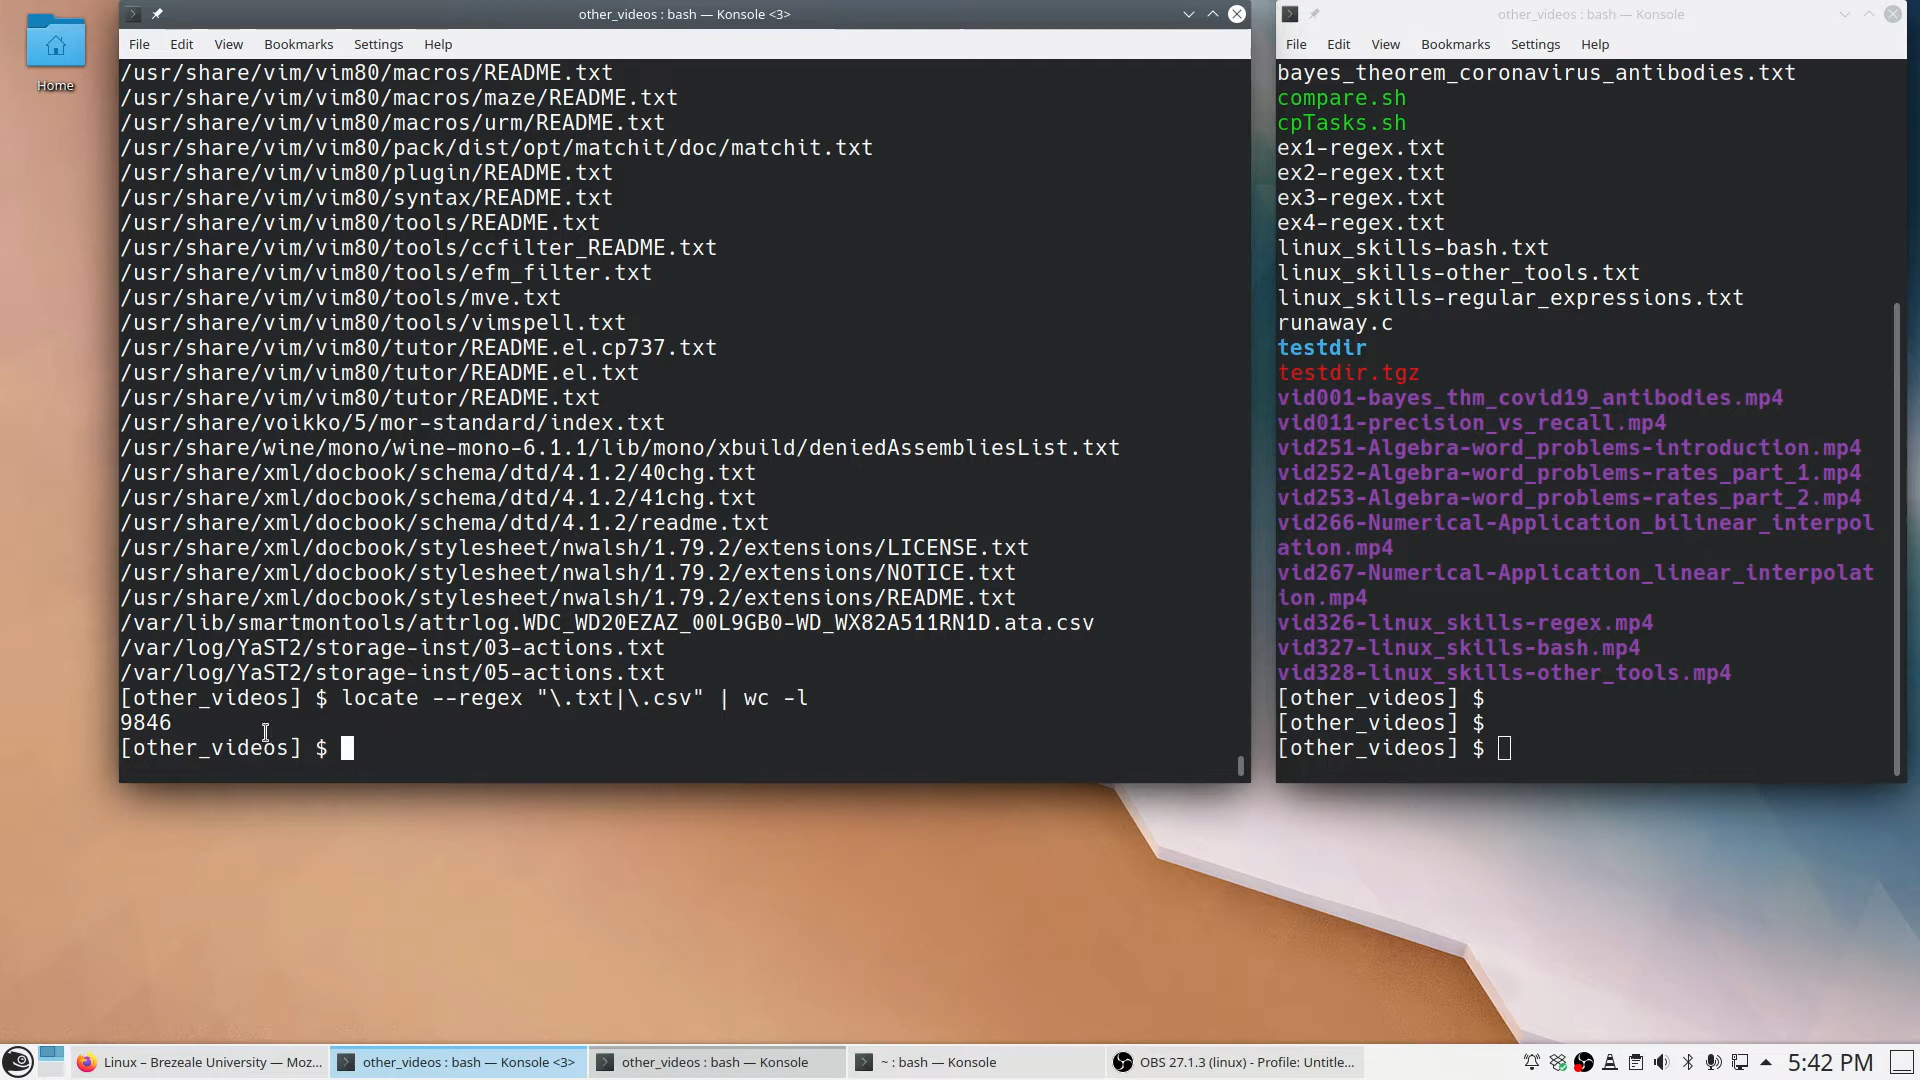 Home
other_videos : bash — Konsole <3>
File Edit View Bookmarks Settings Help
/usr/share/vim/vim80/macros/README.txt
/usr/share/vim/vim80/macros/maze/README.txt
/usr/share/vim/vim80/macros/urm/README.txt
/usr/share/vim/vim80/pack/dist/opt/matchit/doc/matchit.txt
/usr/share/vim/vim80/plugin/README.txt
/usr/share/vim/vim80/syntax/README.txt
/usr/share/vim/vim80/tools/README.txt
/usr/share/vim/vim80/tools/ccfilter_README.txt
/usr/share/vim/vim80/tools/efm_filter.txt
/usr/share/vim/vim80/tools/mve.txt
/usr/share/vim/vim80/tools/vimspell.txt
/usr/share/vim/vim80/tutor/README.el.cp737.txt
/usr/share/vim/vim80/tutor/README.el.txt
/usr/share/vim/vim80/tutor/README.txt
/usr/share/voikko/5/mor-standard/index.txt
/usr/share/wine/mono/wine-mono-6.1.1/lib/mono/xbuild/deniedAssembliesList.txt
/usr/share/xml/docbook/schema/dtd/4.1.2/40chg.txt
/usr/share/xml/docbook/schema/dtd/4.1.2/41chg.txt
/usr/share/xml/docbook/schema/dtd/4.1.2/readme.txt
/usr/share/xml/docbook/stylesheet/nwalsh/1.79.2/extensions/LICENSE.txt
/usr/share/xml/docbook/stylesheet/nwalsh/1.79.2/extensions/NOTICE.txt
/usr/share/xml/docbook/stylesheet/nwalsh/1.79.2/extensions/README.txt
/var/lib/smartmontools/attrlog.WDC_WD20EZAZ_00L9GB0-WD_WX82A511RN1D.ata.csv
/var/log/YaST2/storage-inst/03-actions.txt
/var/log/YaST2/storage-inst/05-actions.txt
[other_videos] $ locate --regex "\.txt|\.csv" | wc -l
9846
[other_videos] $
other_videos : bash — Konsole
File Edit View Bookmarks Settings Help
bayes_theorem_coronavirus_antibodies.txt
compare.sh
cpTasks.sh
ex1-regex.txt
ex2-regex.txt
ex3-regex.txt
ex4-regex.txt
linux_skills-bash.txt
linux_skills-other_tools.txt
linux_skills-regular_expressions.txt
runaway.c
testdir
testdir.tgz
vid001-bayes_thm_covid19_antibodies.mp4
vid011-precision_vs_recall.mp4
vid251-Algebra-word_problems-introduction.mp4
vid252-Algebra-word_problems-rates_part_1.mp4
vid253-Algebra-word_problems-rates_part_2.mp4
vid266-Numerical-Application_bilinear_interpol
ation.mp4
vid267-Numerical-Application_linear_interpolat
ion.mp4
vid326-linux_skills-regex.mp4
vid327-linux_skills-bash.mp4
vid328-linux_skills-other_tools.mp4
[other_videos] $
[other_videos] $
[other_videos] $
Linux – Brezeale University — Moz...
other_videos : bash — Konsole <3>
other_videos : bash — Konsole
~ : bash — Konsole
OBS 27.1.3 (linux) - Profile: Untitle...
5:42 PM